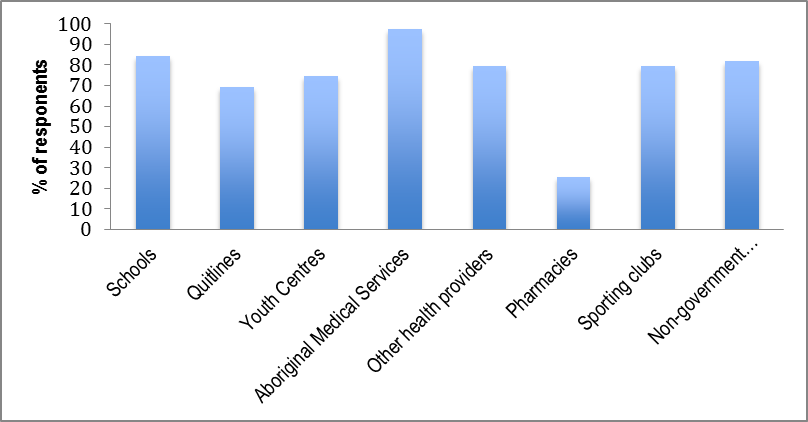 % of responents
100
90
80
70
60
50
40
30
20
10
0
Schools
Quitlines
Youth Centres
Aboriginal Medical Services
Other health providers
Pharmacies
Sporting clubs
Non-government…